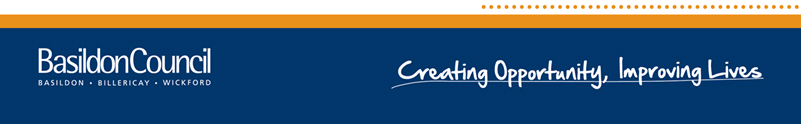 BasildonCouncil
BASILDON • BILLERICAY • WICKFORD
Creating Opportunity, Improving Lives